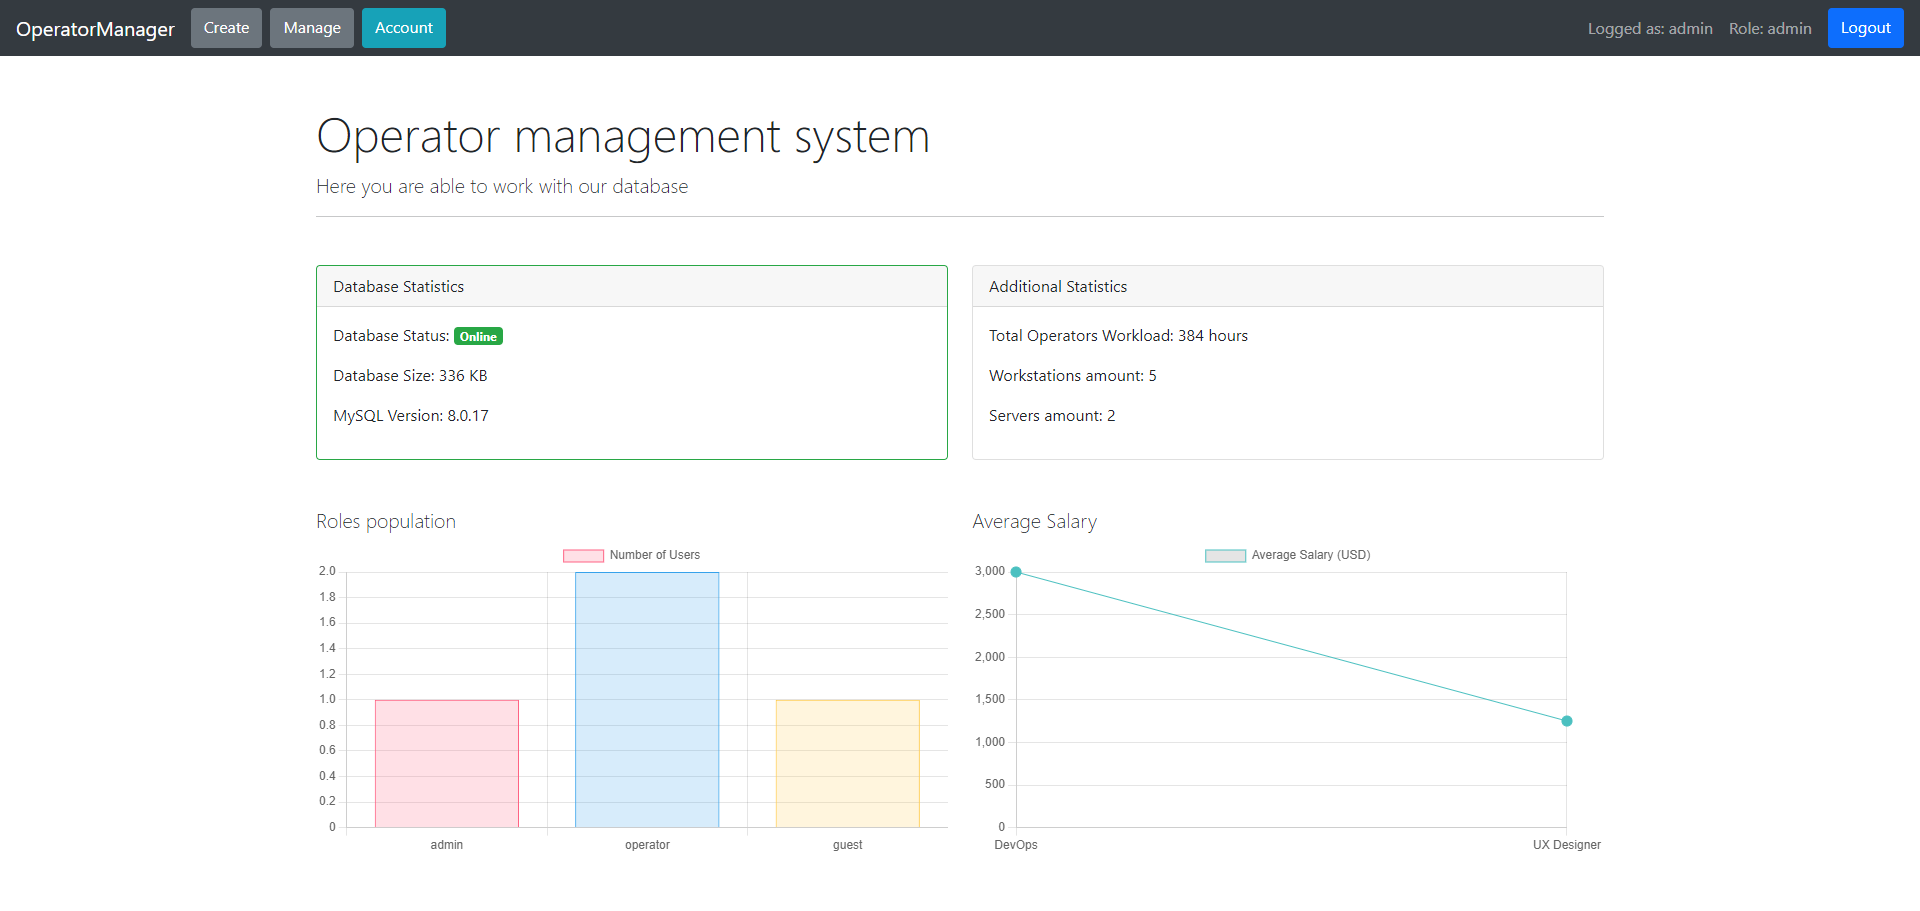 OperatorManager Create Manage Account Logged as: admin Role: admin Logout
Operator management system
Here you are able to work with our database
Database Statistics
Database Status: Online
Database Size: 336 KB
MySQL Version: 8.0.17
Additional Statistics
Total Operators Workload: 384 hours
Workstations amount: 5
Servers amount: 2
Roles population
Number of Users
2.0
1.8
1.6
1.4
1.2
1.0
0.8
0.6
0.4
0.2
0
admin operator guest
Average Salary
Average Salary (USD)
3,000
2,500
2,000
1,500
1,000
500
0
DevOps UX Designer